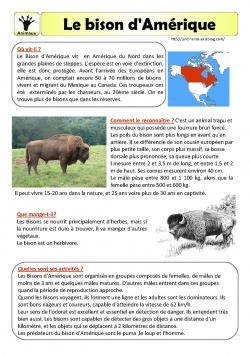 Animaux
Le bison d'Amérique
Où vit-il ?
Le Bison d'Amérique vit en Amérique du Nord dans les
grandes plaines et steppes. L'espèce est en voie d'extinction,
elle est donc protégée. Avant l'arrivée des Européens en
Amérique, on comptait encore 50 à 70 millions de bisons
vivant et migrant du Mexique au Canada. Ces troupeaux ont
été exterminés par les chasseurs, au 20ème siècle. On ne
trouve plus de bisons que dans les réserves.
Comment le reconnaître ?
C'est un animal trapu et
musculeux qui possède une fourrure brun foncé.
Les poils du bison sont plus longs en avant qu'en
arrière. Il se différencie de son cousin européen par
plus petite taille, son corps plus massif, sa bosse
dorsale plus prononcée, sa queue plus courte.
Il mesure entre 2 et 3,5 m de long, et entre 1,5 et 2 m
de haut. Ses cornes mesurent environ 40 cm.
Le mâle pèse entre 800 et 1 100 kg, alors que la
femelle pèse entre 500 et 600 kg.
Il peut vivre 15-20 ans dans la nature, et 25 ans voire plus de 30 ans en captivité.
Que mange-t-il?
Les Bisons se nourrit principalement d'herbes, mais si
la nourriture est dure à trouver, il va manger d'autres
végétaux.
Le bison est un herbivore.
Quelles sont ses activités ?
Les Bisons d'Amérique sont organisés en groupes composés de femelles, de mâles de
moins de 3 ans et quelques mâles matures. D'autres mâles entrent dans ces groupes
quand la période de reproduction approche.
Quand les bisons voyagent, ils forment une ligne et les adultes sont les dominateurs. Ils
sont bons nageurs et coureurs, capable d'atteindre la vitesse de 62 km/h.
Leur sens de l'odorat est excellent et essentiel en détection de danger. Ils entendent très
bien aussi. Les bisons sont capables de détecter des gros objets à une distance d'un
kilomètre, et les objets qui se déplacent à 2 kilomètres de distance.
Les prédateurs du bison d'Amérique sont le puma ,le loup et l'homme.